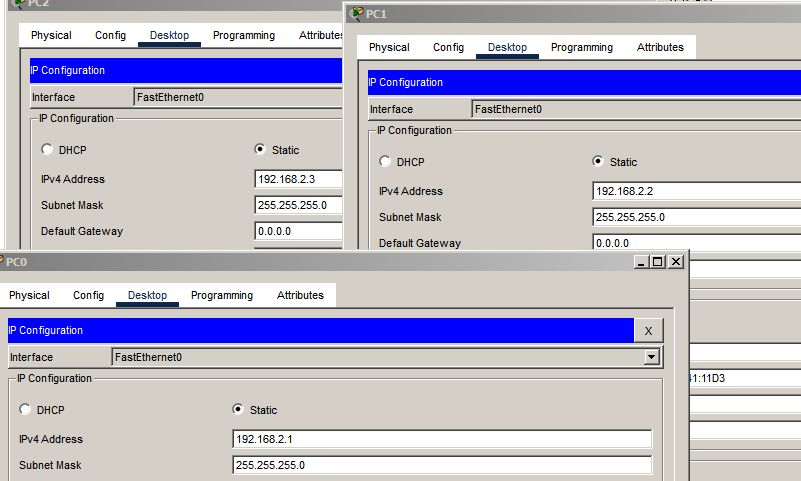 PC2
Physical Config Desktop Programming Attributes
IP Configuration
Interface FastEthernet0
IP Configuration
DHCP Static
IPv4 Address 192.168.2.3
Subnet Mask 255.255.255.0
Default Gateway 0.0.0.0
PC1
Physical Config Desktop Programming Attributes
IP Configuration
Interface FastEthernet0
IP Configuration
DHCP Static
IPv4 Address 192.168.2.2
Subnet Mask 255.255.255.0
Default Gateway 0.0.0.0
41:11D3
PC0
Physical Config Desktop Programming Attributes
IP Configuration X
Interface FastEthernet0
IP Configuration
DHCP Static
IPv4 Address 192.168.2.1
Subnet Mask 255.255.255.0